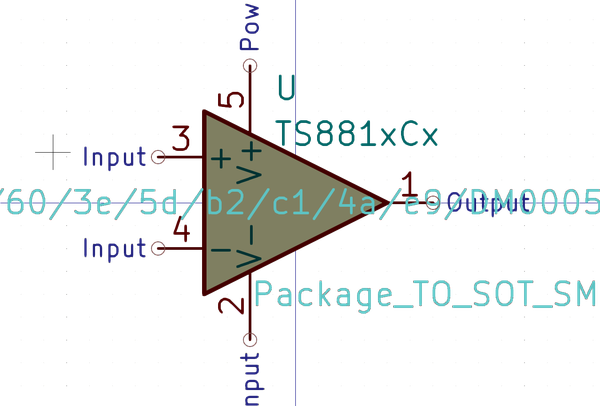 Pow
5
U
TS881xCx
3
Input
+
V+
/60/3e/5d/b2/c1/4a/e9/DM0005
1
Output
4
Input
-
V-
2
Package_TO_SOT_SM
nput